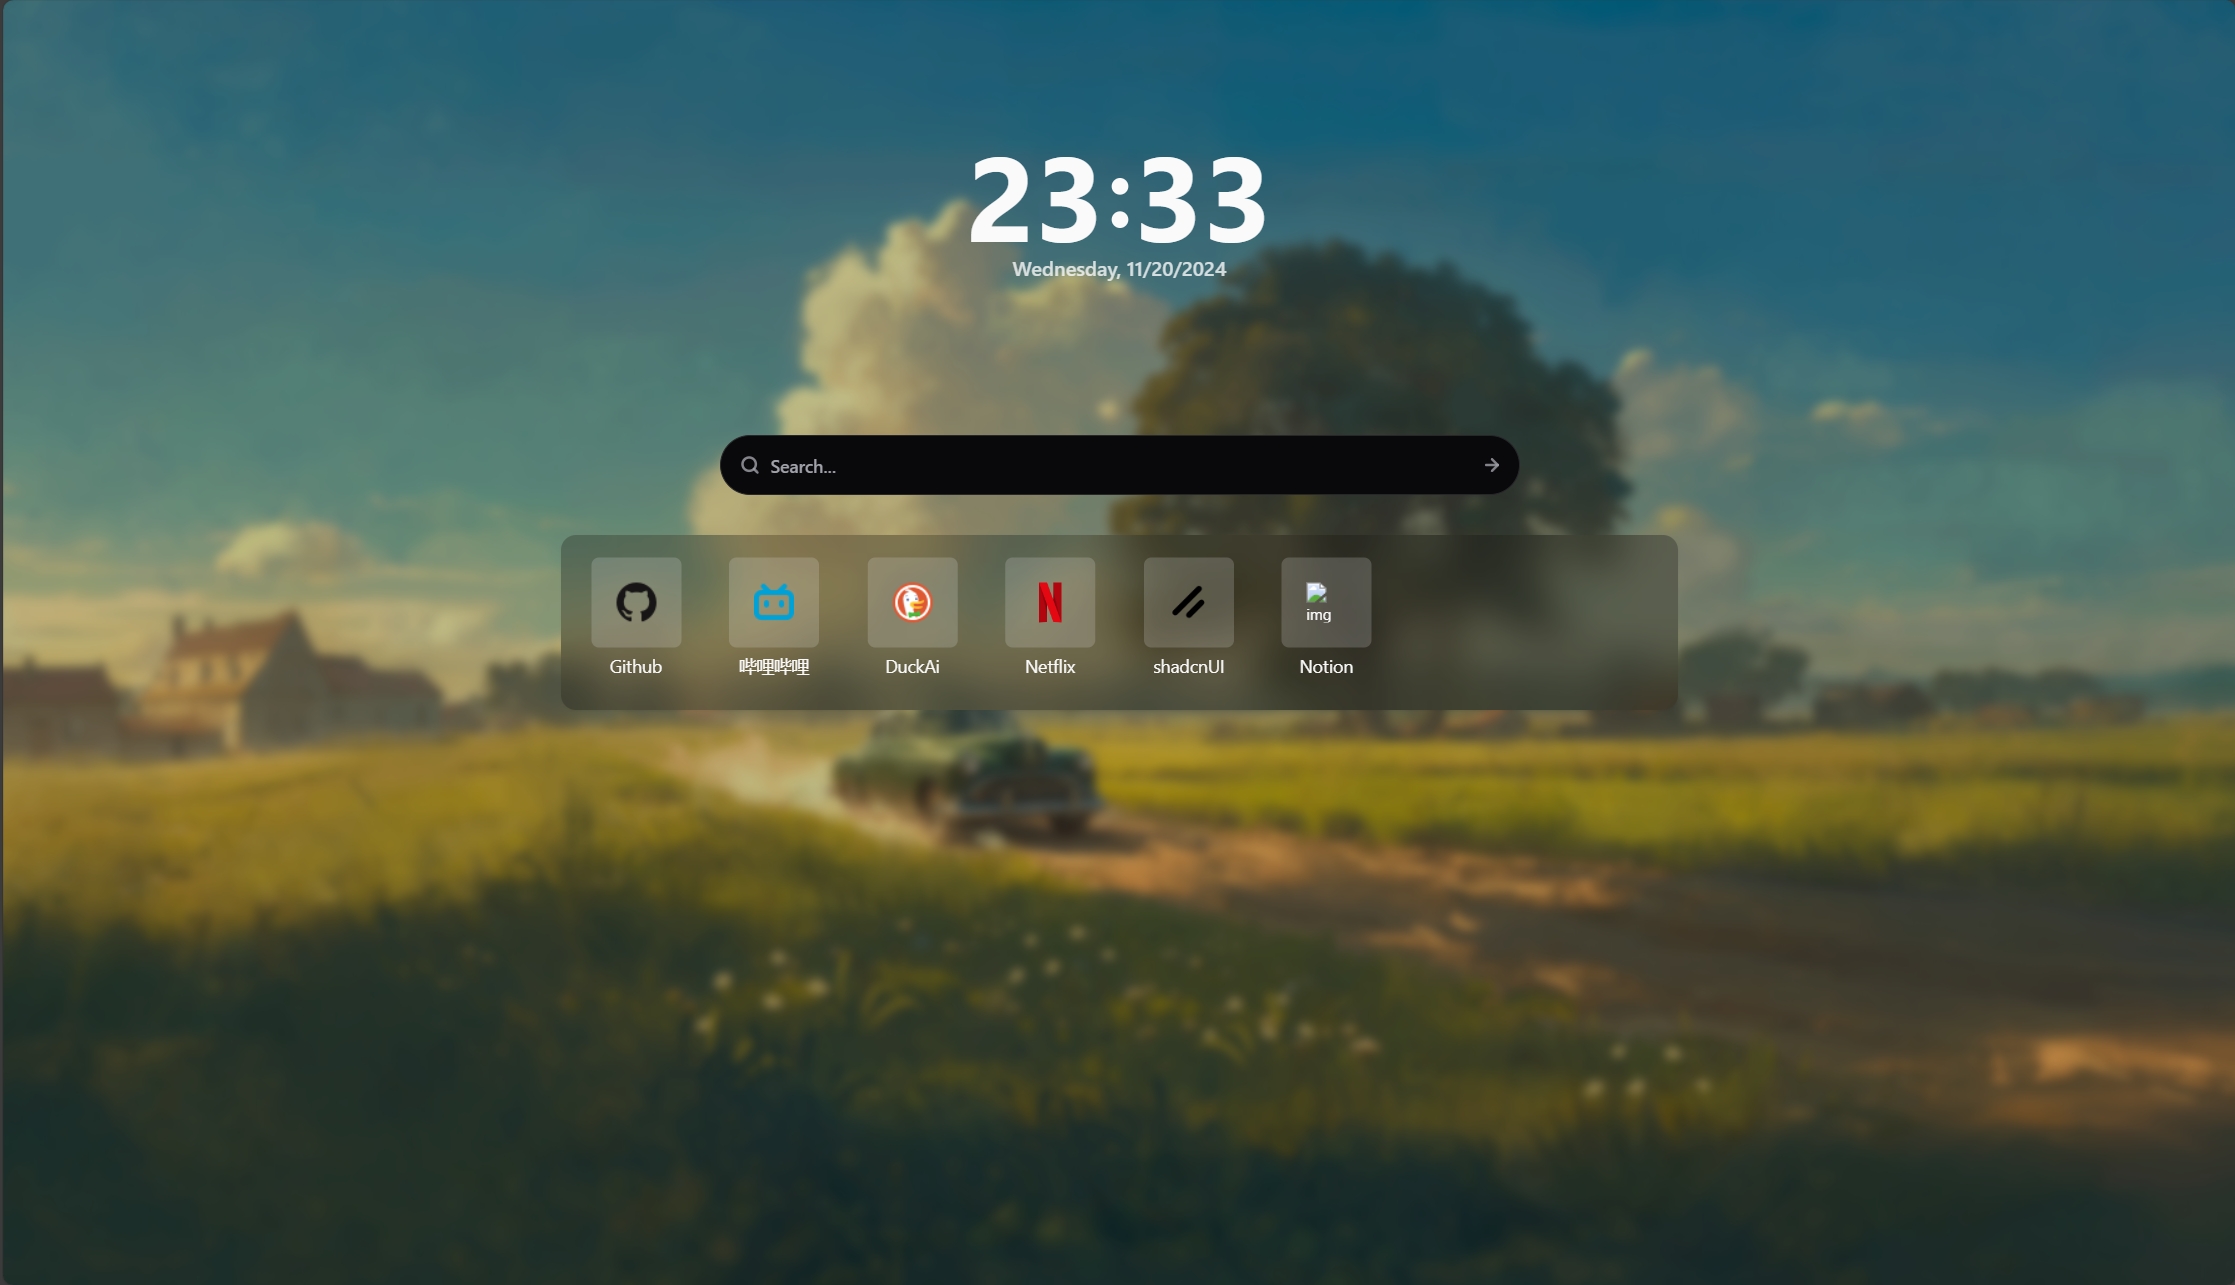 23:33
Wednesday, 11/20/2024
Search...
img
Github
哔哩哔哩
DuckAi
Netflix
shadcnUI
Notion